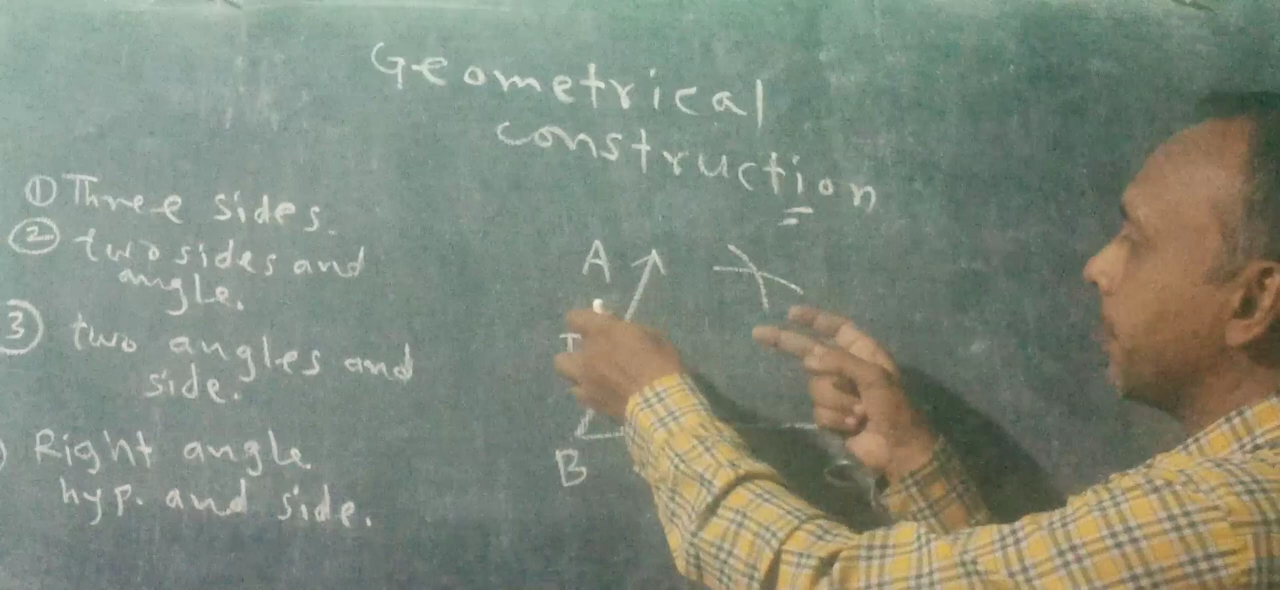 Geometrical
construction
① Three sides.
② two sides and
angle.
③ two angles and
side.
) Right angle
hyp. and side.
A
B